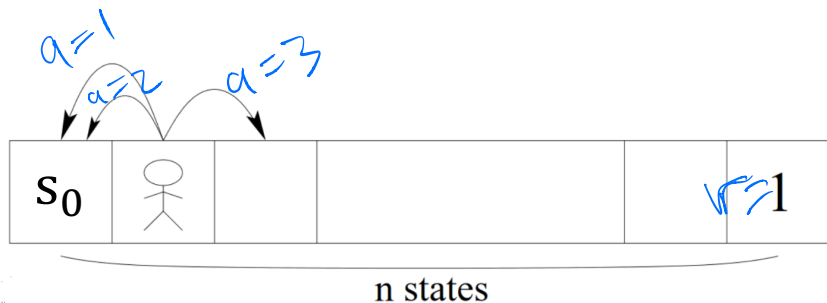 a=1
a=2
a=3
s₀
r=1
n states